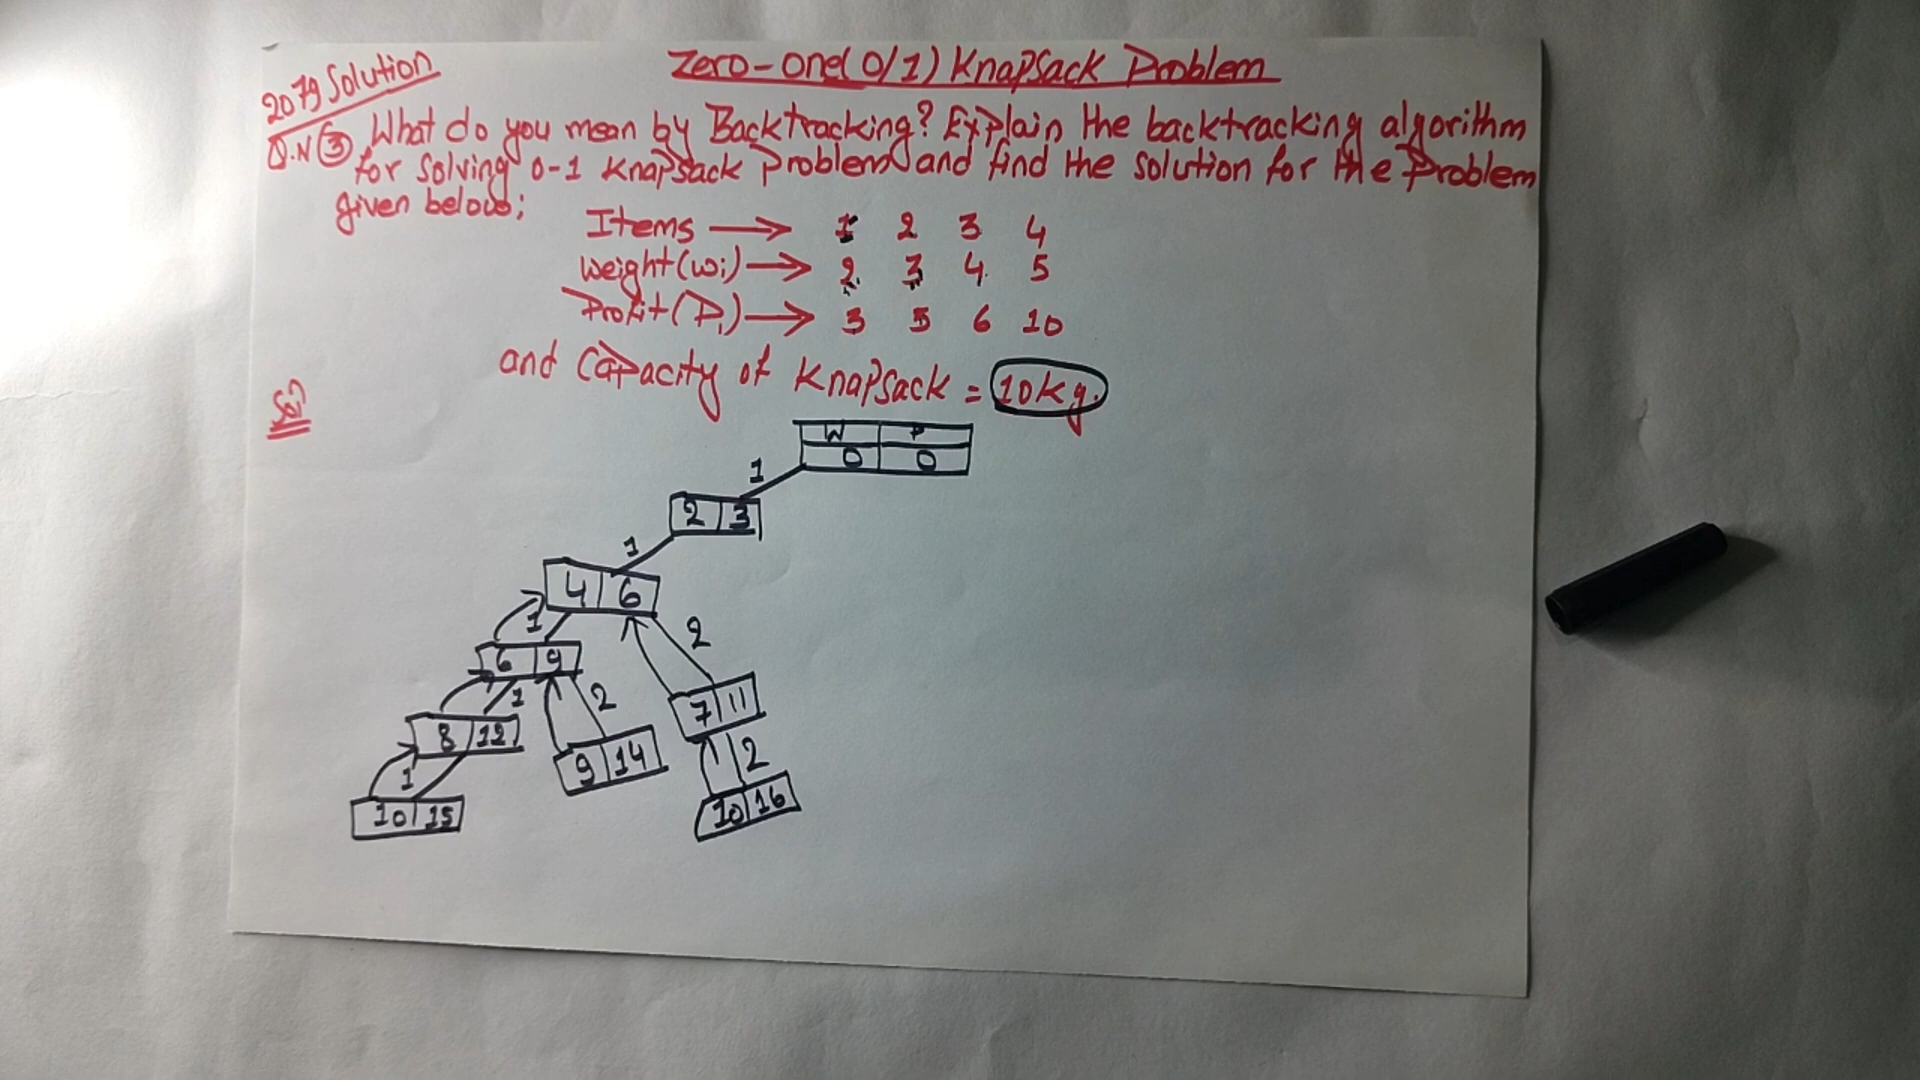 2079 Solution
Zero-one(0/1) Knapsack Problem
Q.N(3) What do you mean by Backtracking? Explain the backtracking algorithm
for solving 0-1 Knapsack Problem and find the solution for the Problem
given below;
Items → 1 2 3 4
Weight(wi) → 2 3 4 5
Profit(Pi) → 3 5 6 10
and Capacity of Knapsack = 10kg.
Soln
W P
0 0
1
2 3
1
4 6
1 2
6 9
1 2
7 11
8 12
9 14
1 2
10 15
10 16